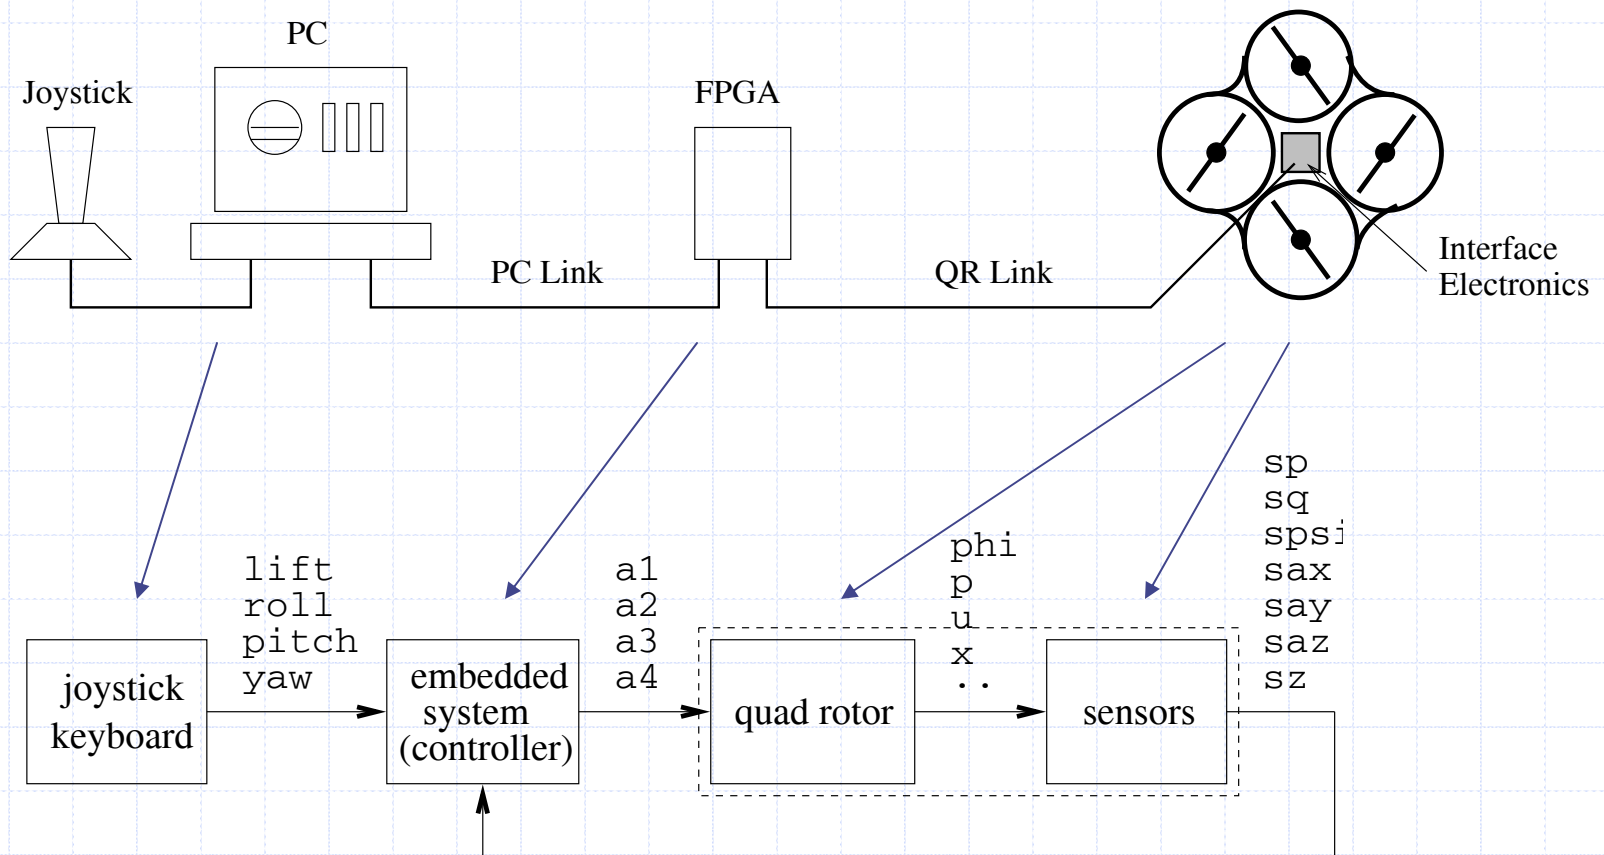 PC
Joystick
FPGA
PC Link
QR Link
Interface
Electronics
lift
roll
pitch
yaw
a1
a2
a3
a4
phi
p
u
x
..
sp
sq
spsi
sax
say
saz
sz
joystick
keyboard
embedded
system
(controller)
quad rotor
sensors